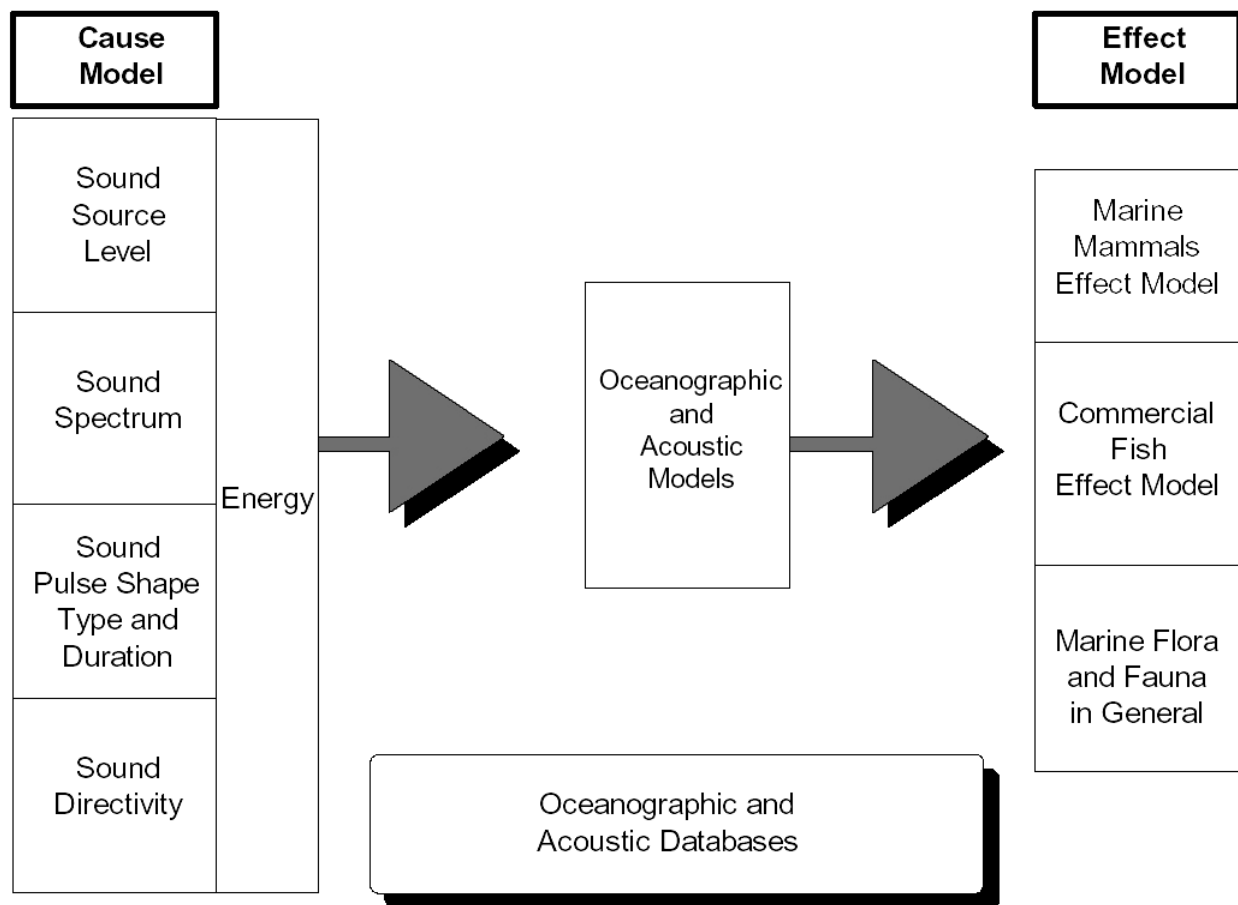 Cause
Model
Sound
Source
Level
Sound
Spectrum
Sound
Pulse Shape
Type and
Duration
Sound
Directivity
Energy
Oceanographic
and
Acoustic
Models
Oceanographic and
Acoustic Databases
Effect
Model
Marine
Mammals
Effect Model
Commercial
Fish
Effect Model
Marine Flora
and Fauna
in General